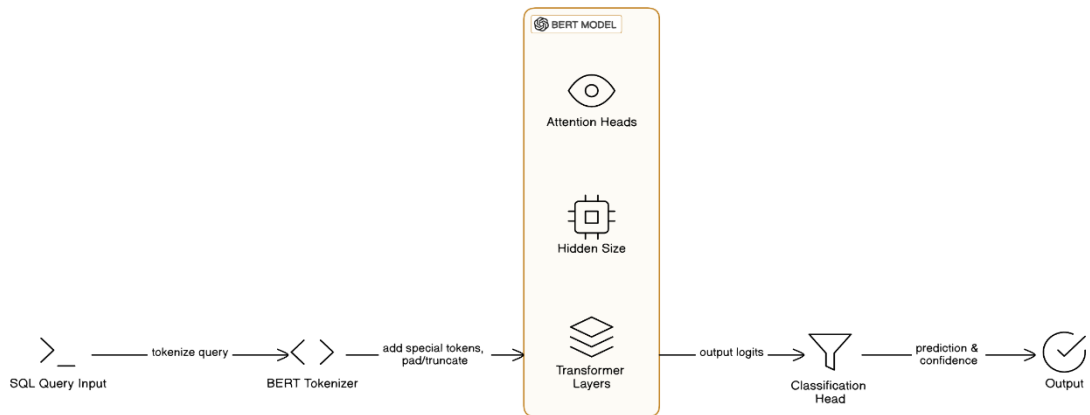 BERT MODEL
Attention Heads
Hidden Size
Transformer
Layers
SQL Query Input
tokenize query
BERT Tokenizer
add special tokens,
pad/truncate
output logits
Classification
Head
prediction &
confidence
Output